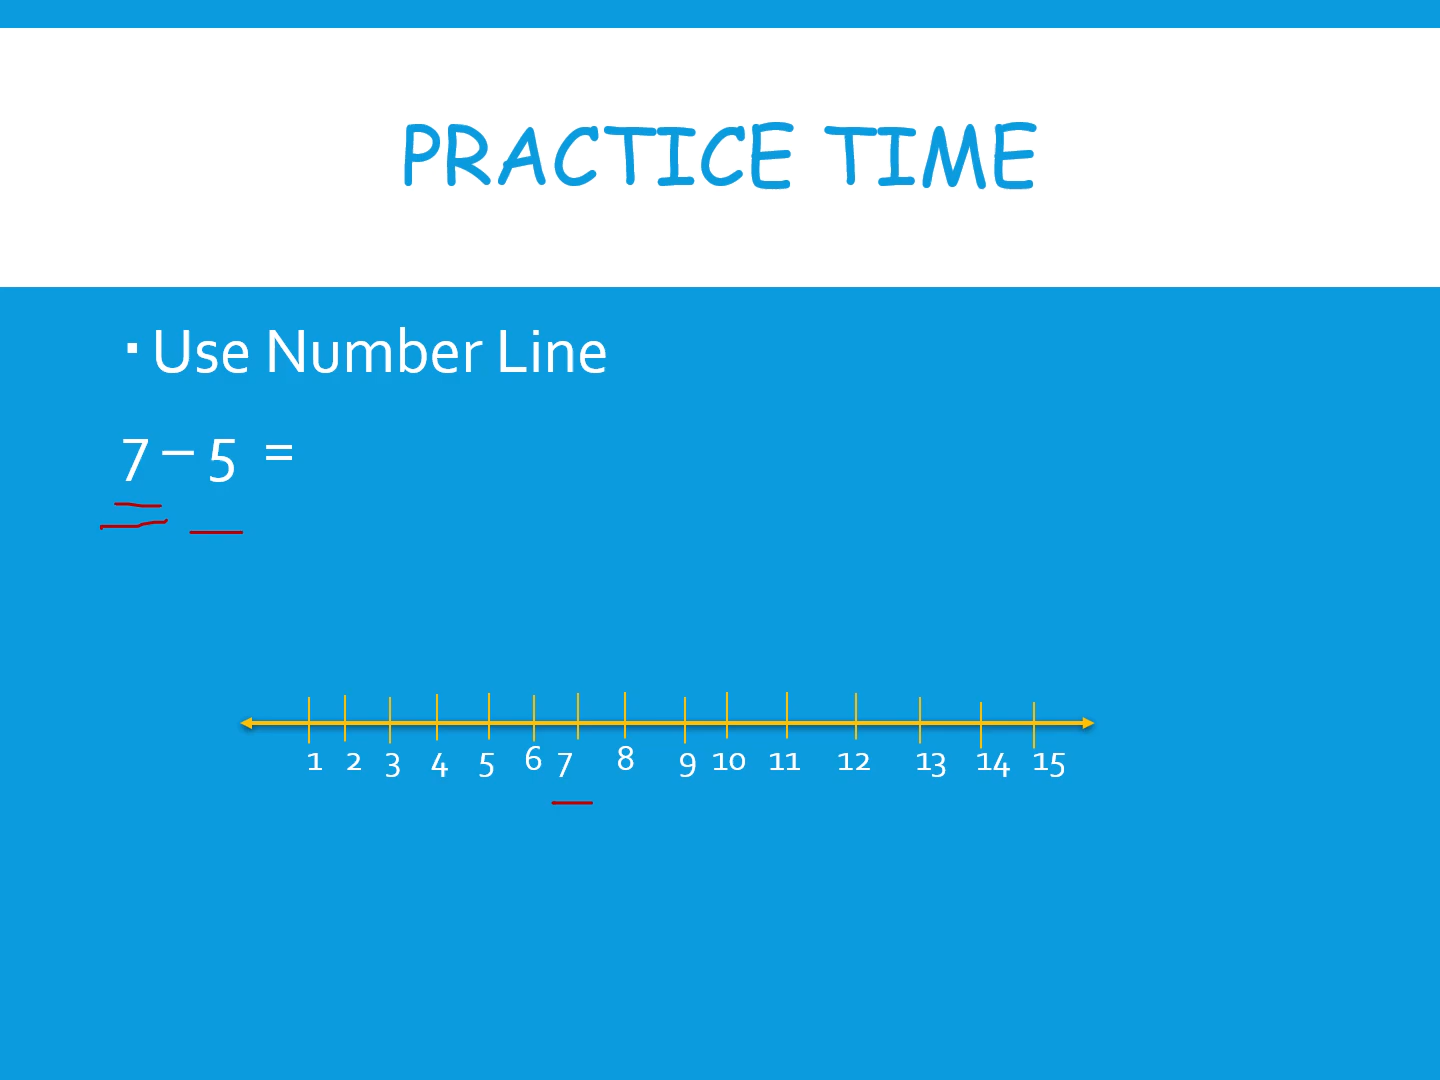 PRACTICE TIME
▪ Use Number Line
7 – 5 =
1 2 3 4 5 6 7 8 9 10 11 12 13 14 15